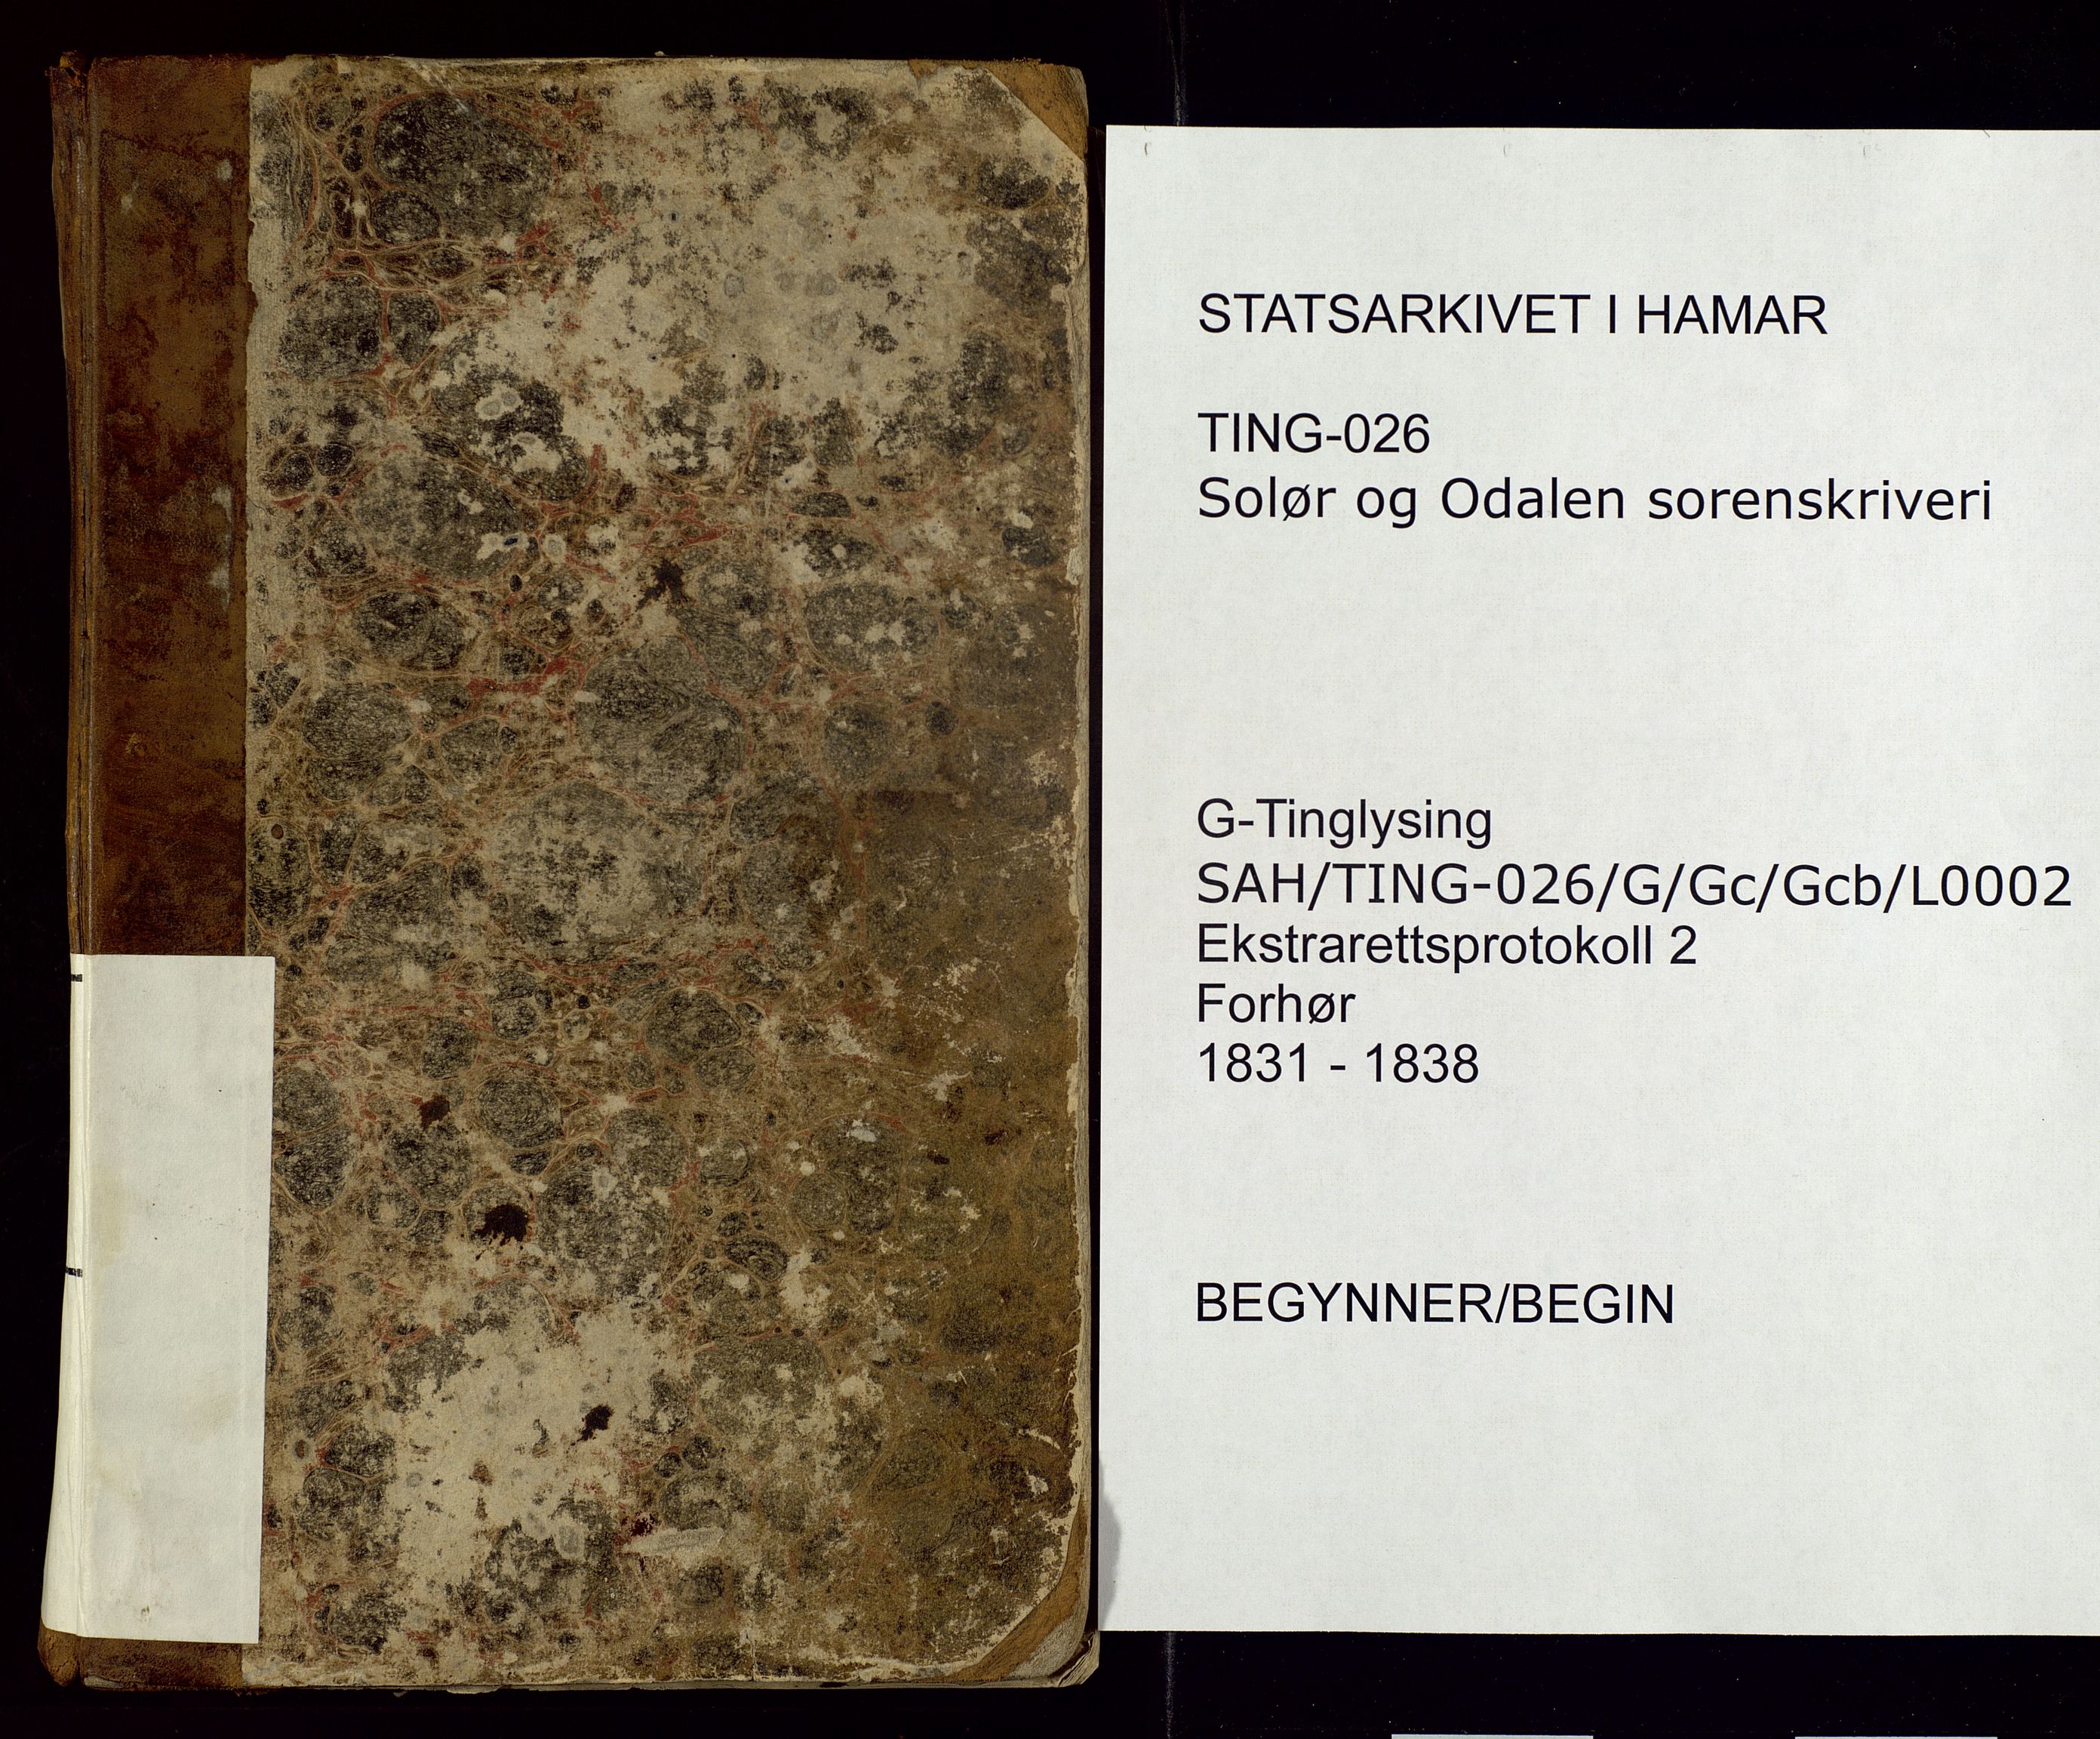 STATSARKIVET I HAMAR
TING-026
Solør og Odalen sorenskriveri
G-Tinglysing
SAH/TING-026/G/Gc/Gcb/L0002
Ekstrarettsprotokoll 2
Forhør
1831 - 1838
BEGYNNER/BEGIN